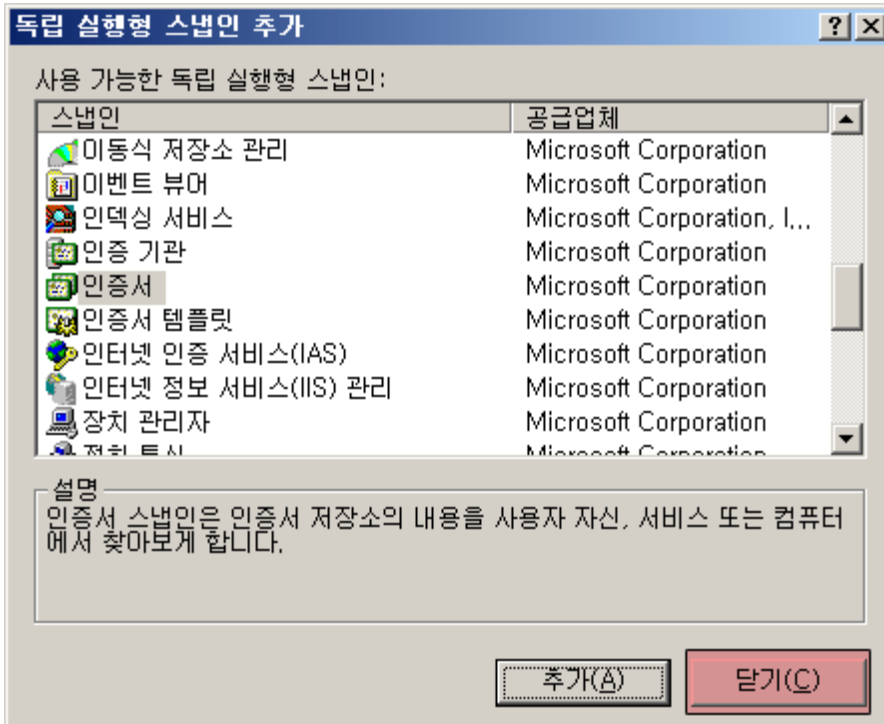 독립 실행형 스냅인 추가
사용 가능한 독립 실행형 스냅인:
스냅인 공급업체
이동식 저장소 관리 Microsoft Corporation
이벤트 뷰어 Microsoft Corporation
인덱싱 서비스 Microsoft Corporation, I...
인증 기관 Microsoft Corporation
인증서 Microsoft Corporation
인증서 템플릿 Microsoft Corporation
인터넷 인증 서비스(IAS) Microsoft Corporation
인터넷 정보 서비스(IIS) 관리 Microsoft Corporation
장치 관리자 Microsoft Corporation
Microsoft Corporation
설명
인증서 스냅인은 인증서 저장소의 내용을 사용자 자신, 서비스 또는 컴퓨터
에서 찾아보게 합니다.
추가(A) 닫기(C)